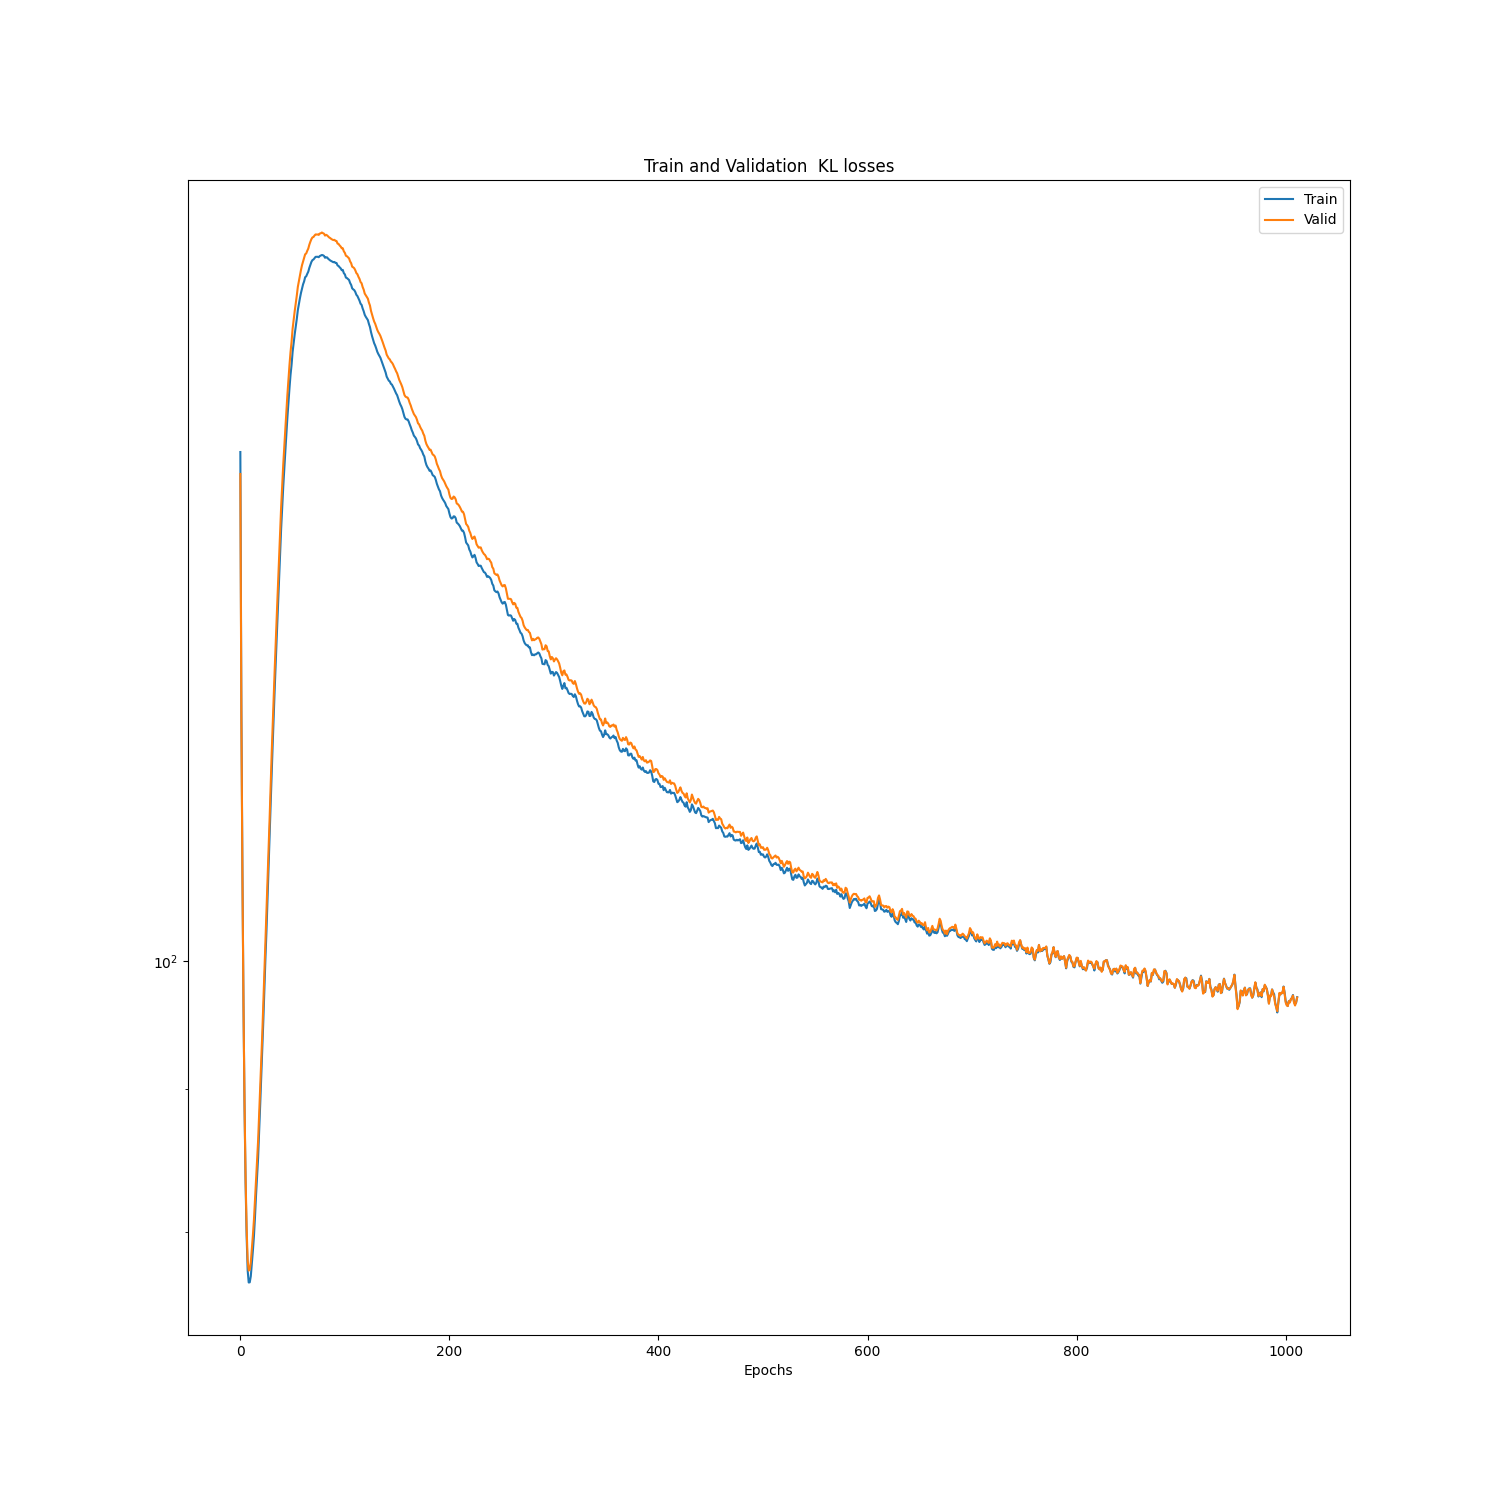 Train and Validation  KL losses
Train
Valid
10²
0 200 400 600 800 1000
Epochs